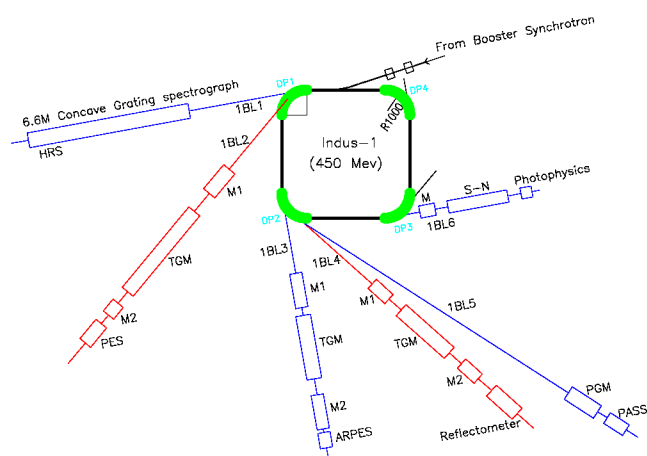 From Booster Synchrotron
DP1
DP4
6.6M Concave Grating spectrograph
1BL1
R1000
HRS
1BL2
Indus-1
(450 Mev)
M1
Photophysics
S-N
M
1BL6
DP2
DP3
1BL3
1BL4
TGM
M1
M1
1BL5
M2
PES
TGM
TGM
M2
M2
PGM
PASS
ARPES
Reflectometer